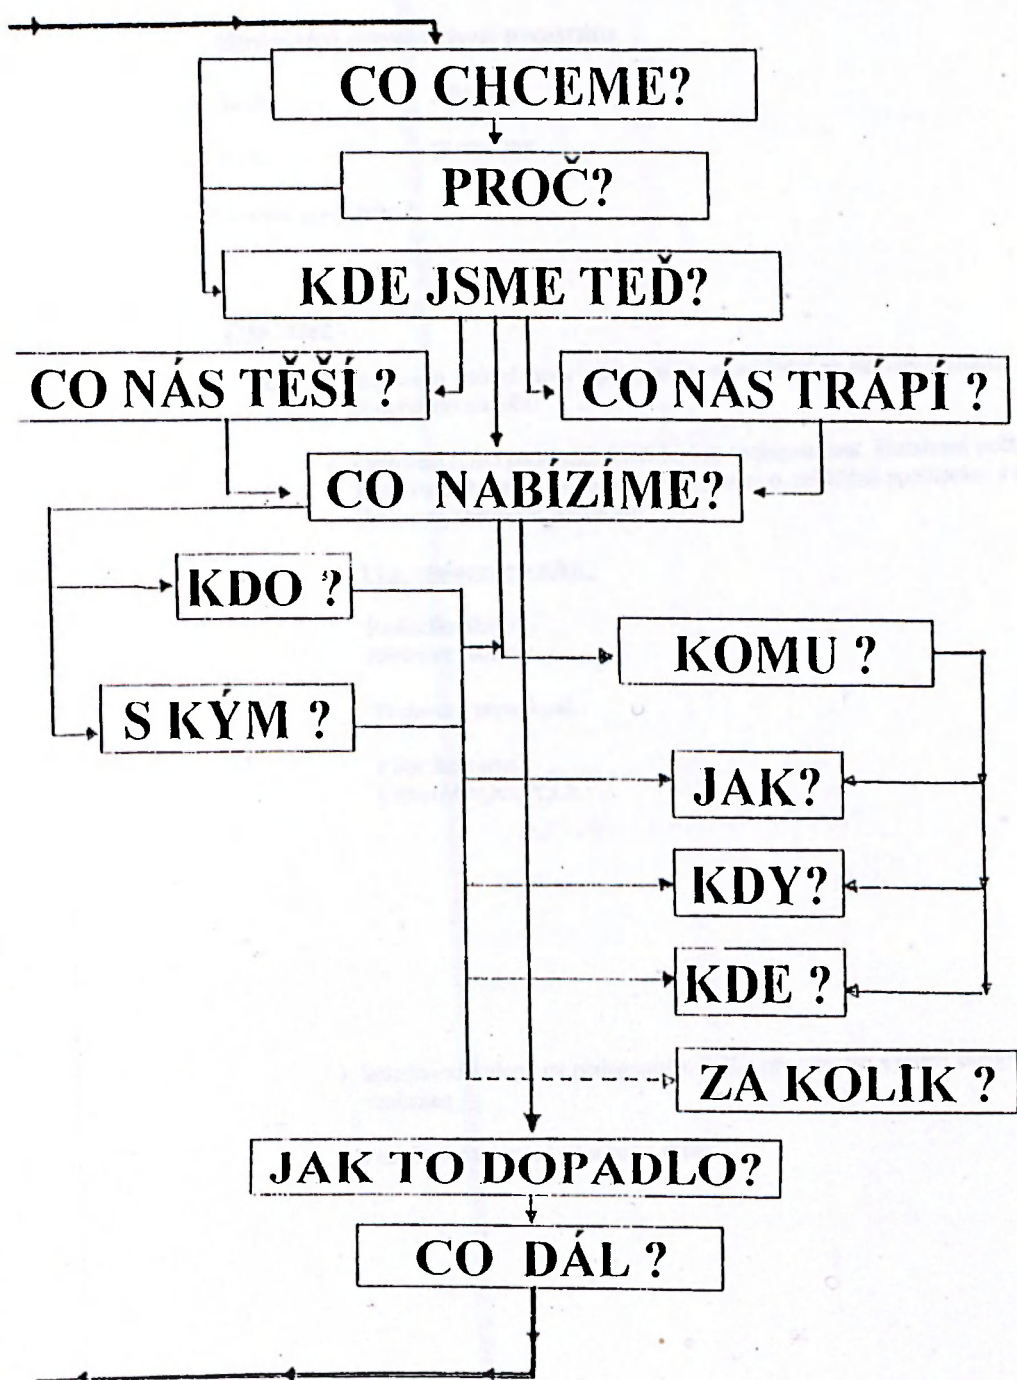 CO CHCEME?
PROČ?
KDE JSME TEĎ?
CO NÁS TĚŠÍ ?
CO NÁS TRÁPÍ ?
CO NABÍZÍME?
KDO ?
KOMU ?
S KÝM ?
JAK?
KDY?
KDE ?
ZA KOLIK ?
JAK TO DOPADLO?
CO DÁL ?